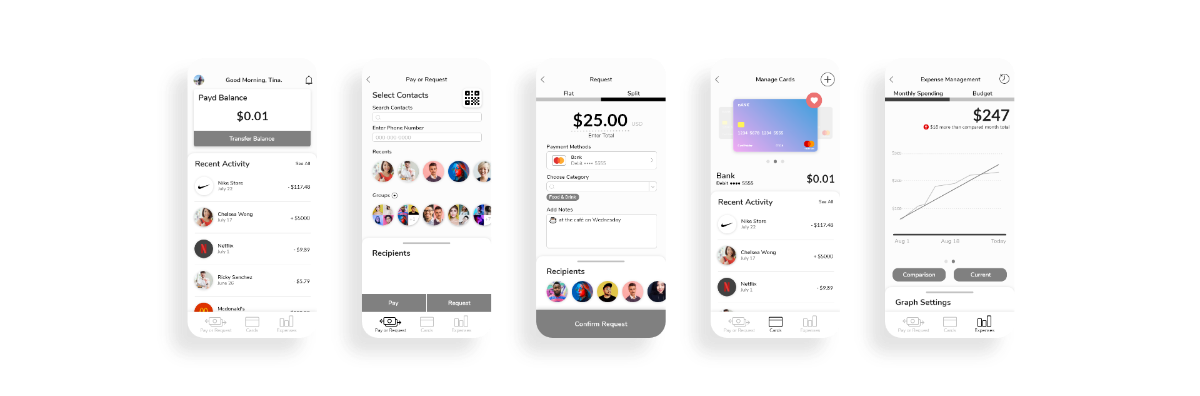 Good Morning, Tina.
Payd Balance
$0.01
Transfer Balance
Recent Activity
See All
Nike Store
July 22
- $117.48
Chelsea Wong
July 17
+ $5000
Netflix
July 1
- $9.89
Ricky Sanchez
June 26
$5.79
McDonald's
Pay or Request
Cards
Expenses
Pay or Request
Select Contacts
Search Contacts
Enter Phone Number
000-000-0000
Recents
Groups
Recipients
Pay
Request
Pay or Request
Cards
Expenses
Request
Flat
Split
$25.00 USD
Enter Total
Payment Methods
Bank
Debit •••• 5555
Choose Category
Food & Drink
Add Notes
at the café on Wednesday
Recipients
Confirm Request
Manage Cards
Bank
Debit •••• 5555
$0.01
Recent Activity
See All
Nike Store
July 22
- $117.48
Chelsea Wong
July 17
+ $5000
Netflix
July 1
- $9.89
Pay or Request
Cards
Expenses
Expense Management
Monthly Spending
Budget
$247
$18 more than compared month total
Aug 1
Aug 18
Today
Comparison
Current
Graph Settings
Pay or Request
Cards
Expenses